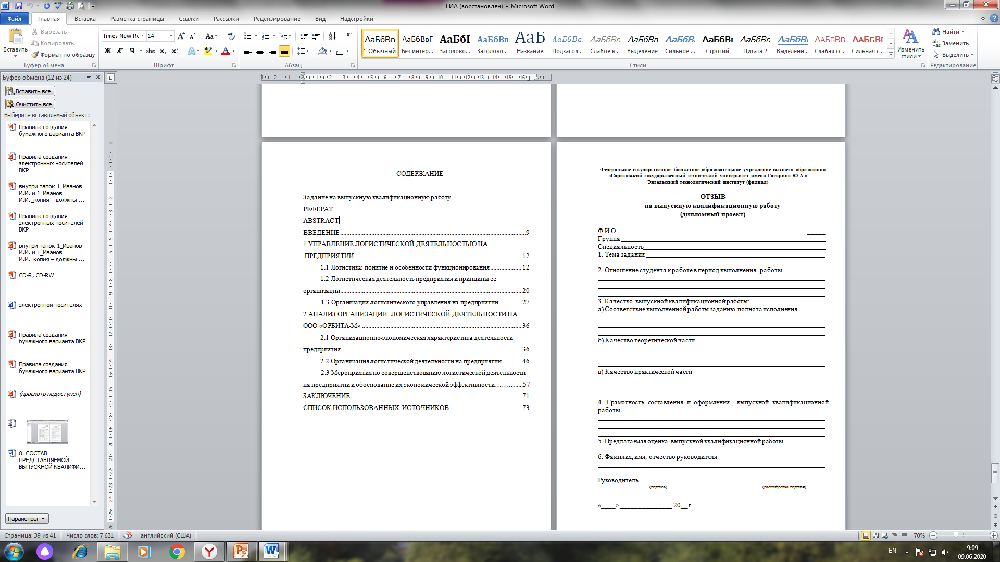 ГИА (восстановлен) - Microsoft Word
Файл Главная Вставка Разметка страницы Ссылки Рассылки Рецензирование Вид Надстройки
Вставить
Вырезать
Копировать
Формат по образцу
Буфер обмена
Times New Rc 14
Шрифт
Абзац
АаБбВв АаБбВвГ АаБбЕ АаБбВв АаБ АаБбВв. АаБбВв АаБбВв АаБбВв АаБбВв АаБбВв АаБбВв АаБбВв АаБбВв
¶ Обычный Без интер... Заголово... Заголово... Название Подзагол... Слабое в... Выделение Сильное ... Строгий Цитата 2 Выделенн... Слабая сс... Сильная с...
Стили
Изменить стили
Найти
Заменить
Выделить
Редактирование
Буфер обмена (12 из 24)
Вставить все
Очистить все
Выберите вставляемый объект:
Правила создания
бумажного варианта ВКР
Правила создания
электронных носителей
ВКР
внутри папок 1_Иванов
И.И. и 1_Иванов
И.И._копия – должны ...
Правила создания
электронных носителей
ВКР
внутри папок 1_Иванов
И.И. и 1_Иванов
И.И._копия – должны ...
CD-R, CD-RW
электронном носителях
Правила создания
бумажного варианта ВКР
Правила создания
бумажного варианта ВКР
(просмотр недоступен)
8. СОСТАВ
ПРЕДСТАВЛЯЕМОЙ
ВЫПУСКНОЙ КВАЛИФИ...
Параметры
СОДЕРЖАНИЕ
Задание на выпускную квалификационную работу
РЕФЕРАТ
ABSTRACT
ВВЕДЕНИЕ...9
1 УПРАВЛЕНИЕ ЛОГИСТИЧЕСКОЙ ДЕЯТЕЛЬНОСТЬЮ НА
ПРЕДПРИЯТИИ...12
1.1 Логистика: понятие и особенности функционирования...12
1.2 Логистическая деятельность предприятия и принципы ее
организации...20
1.3 Организация логистического управления на предприятии...27
2 АНАЛИЗ ОРГАНИЗАЦИИ ЛОГИСТИЧЕСКОЙ ДЕЯТЕЛЬНОСТИ НА
ООО «ОРБИТА-М» ...36
2.1 Организационно-экономическая характеристика деятельности
предприятия...36
2.2 Организация логистической деятельности на предприятии ...46
2.3 Мероприятия по совершенствованию логистической деятельности
на предприятии и обоснование их экономической эффективности...57
ЗАКЛЮЧЕНИЕ ...71
СПИСОК ИСПОЛЬЗОВАННЫХ ИСТОЧНИКОВ...73
Федеральное государственное бюджетное образовательное учреждение высшего образования
«Саратовский государственный технический университет имени Гагарина Ю.А.»
Энгельсский технологический институт (филиал)
ОТЗЫВ
на выпускную квалификационную работу
(дипломный проект)
Ф.И.О. ____
Группа ____
Специальность____
1. Тема задания ____
2. Отношение студента к работе в период выполнения работы
3. Качество выпускной квалификационной работы:
а) Соответствие выполненной работы заданию, полнота исполнения
б) Качество теоретической части
в) Качество практической части
4. Грамотность составления и оформления выпускной квалификационной
работы
5. Предлагаемая оценка выпускной квалификационной работы
6. Фамилия, имя, отчество руководителя
Руководитель ____
(подпись) (расшифровка подписи)
«____»_______________ 20__г.
Страница: 39 из 41 Число слов: 7 631 английский (США) 70%
EN
9:09
09.06.2020